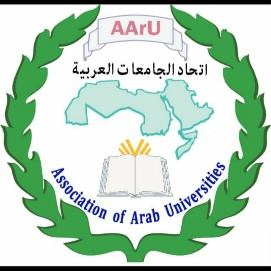 AArU
اتحاد الجامعات العربية
Association of Arab Universities